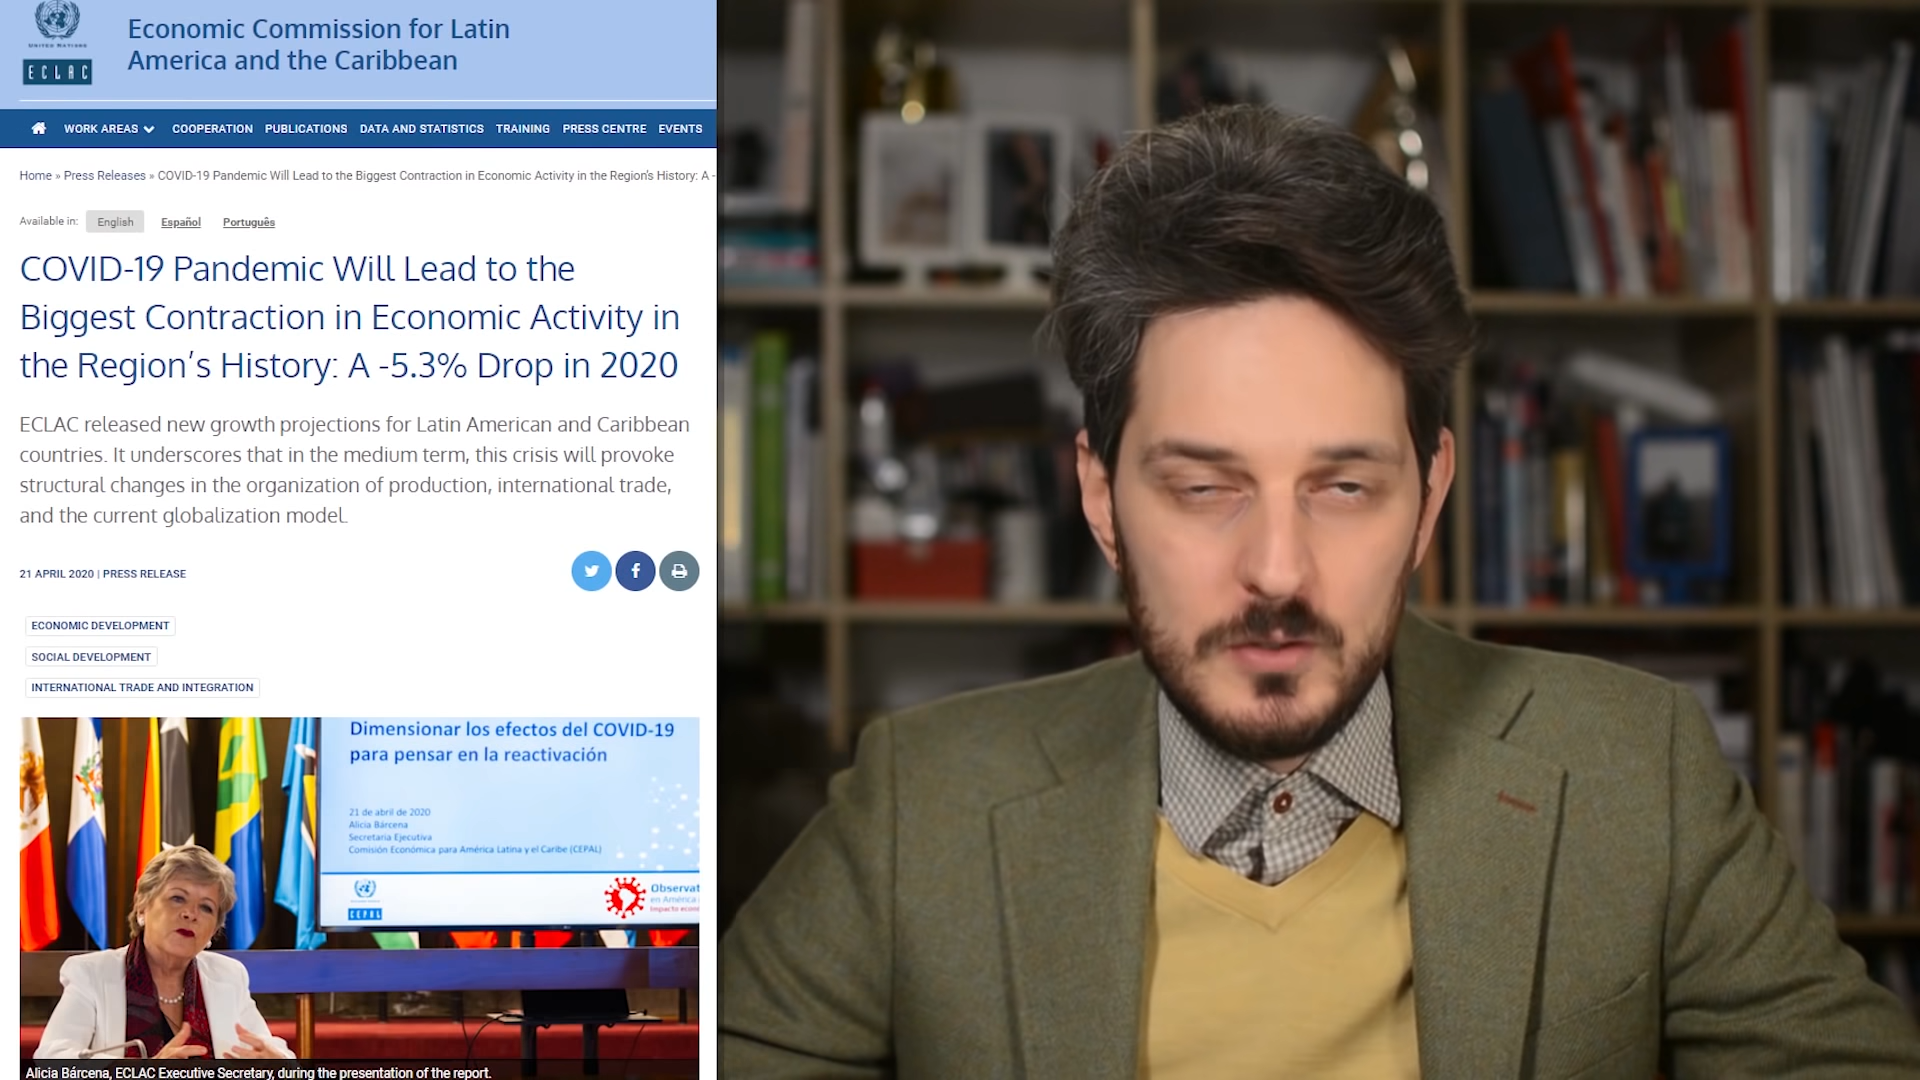 UNITED NATIONS
ECLAC
Economic Commission for Latin
America and the Caribbean
WORK AREAS COOPERATION PUBLICATIONS DATA AND STATISTICS TRAINING PRESS CENTRE EVENTS
Home » Press Releases » COVID-19 Pandemic Will Lead to the Biggest Contraction in Economic Activity in the Region's History: A -
Available in: English Español Português
COVID-19 Pandemic Will Lead to the
Biggest Contraction in Economic Activity in
the Region's History: A -5.3% Drop in 2020
ECLAC released new growth projections for Latin American and Caribbean
countries. It underscores that in the medium term, this crisis will provoke
structural changes in the organization of production, international trade,
and the current globalization model.
21 APRIL 2020 | PRESS RELEASE
ECONOMIC DEVELOPMENT
SOCIAL DEVELOPMENT
INTERNATIONAL TRADE AND INTEGRATION
Dimensionar los efectos del COVID-19
para pensar en la reactivación
21 de abril de 2020
Alicia Bárcena
Secretaria Ejecutiva
Comisión Económica para América Latina y el Caribe (CEPAL)
CEPAL
Observat
en América
Impacto econ
Alicia Bárcena, ECLAC Executive Secretary, during the presentation of the report.